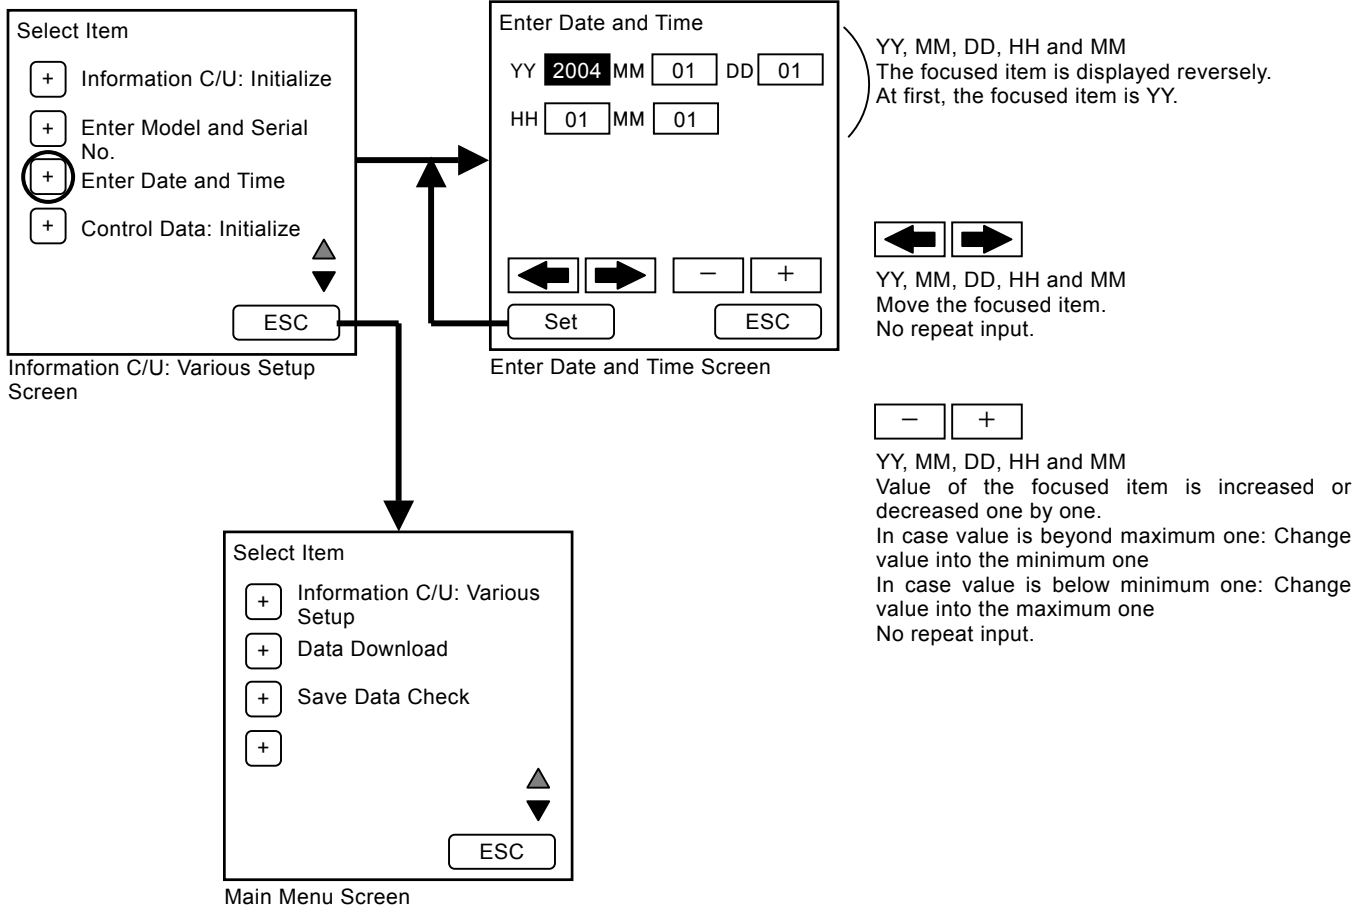 Select Item
+ Information C/U: Initialize
+ Enter Model and Serial
No.
+ Enter Date and Time
+ Control Data: Initialize
ESC
Information C/U: Various Setup
Screen
Enter Date and Time
YY 2004 MM 01 DD 01
HH 01 MM 01
− +
Set ESC
Enter Date and Time Screen
YY, MM, DD, HH and MM
The focused item is displayed reversely.
At first, the focused item is YY.
YY, MM, DD, HH and MM
Move the focused item.
No repeat input.
− +
YY, MM, DD, HH and MM
Value of the focused item is increased or
decreased one by one.
In case value is beyond maximum one: Change
value into the minimum one
In case value is below minimum one: Change
value into the maximum one
No repeat input.
Select Item
+ Information C/U: Various
Setup
+ Data Download
+ Save Data Check
+
ESC
Main Menu Screen